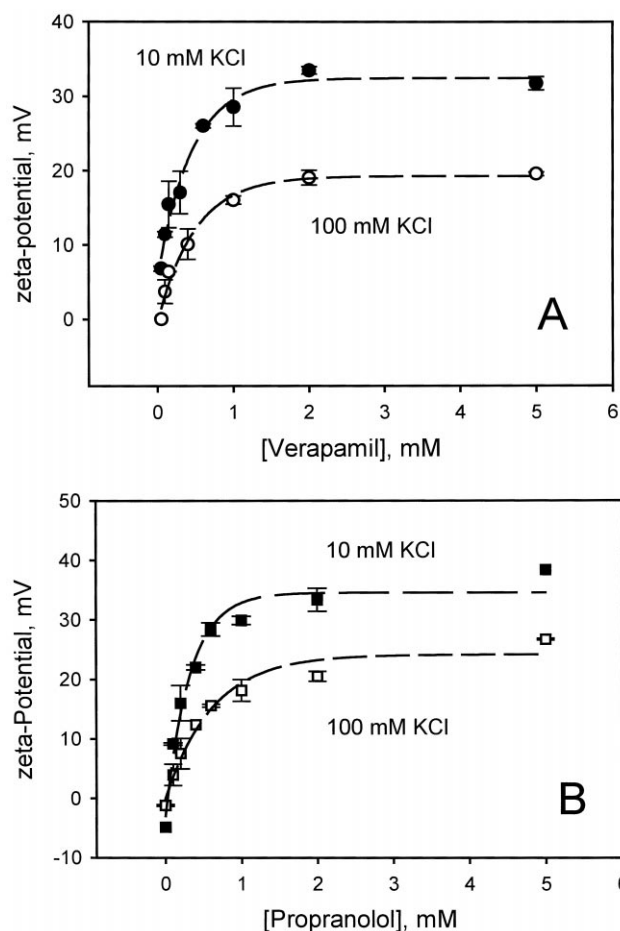 40
10 mM KCl
30
20
100 mM KCl
10
0
A
0 1 2 3 4 5 6
zeta-potential, mV
[Verapamil], mM
50
10 mM KCl
40
30
20
100 mM KCl
10
0
B
-10
0 1 2 3 4 5 6
zeta-Potential, mV
[Propranolol], mM